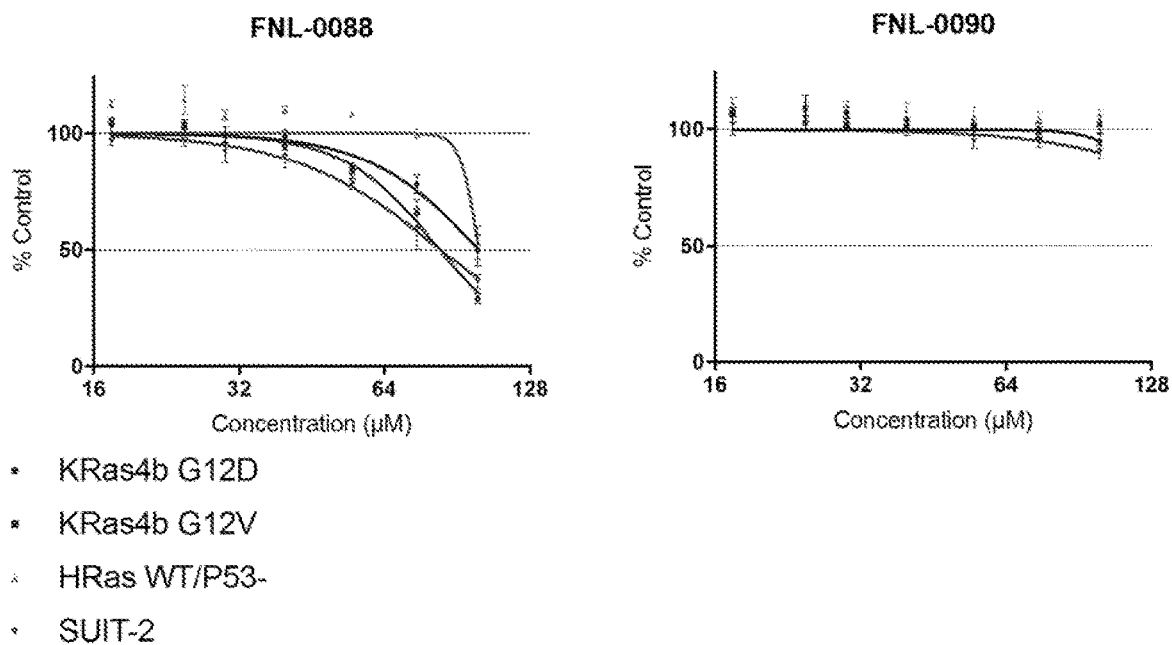 FNL-0088
FNL-0090
% Control
100
50
0
16 32 64 128
Concentration (µM)
% Control
100
50
0
16 32 64 128
Concentration (µM)
KRas4b G12D
KRas4b G12V
HRas WT/P53-
SUIT-2